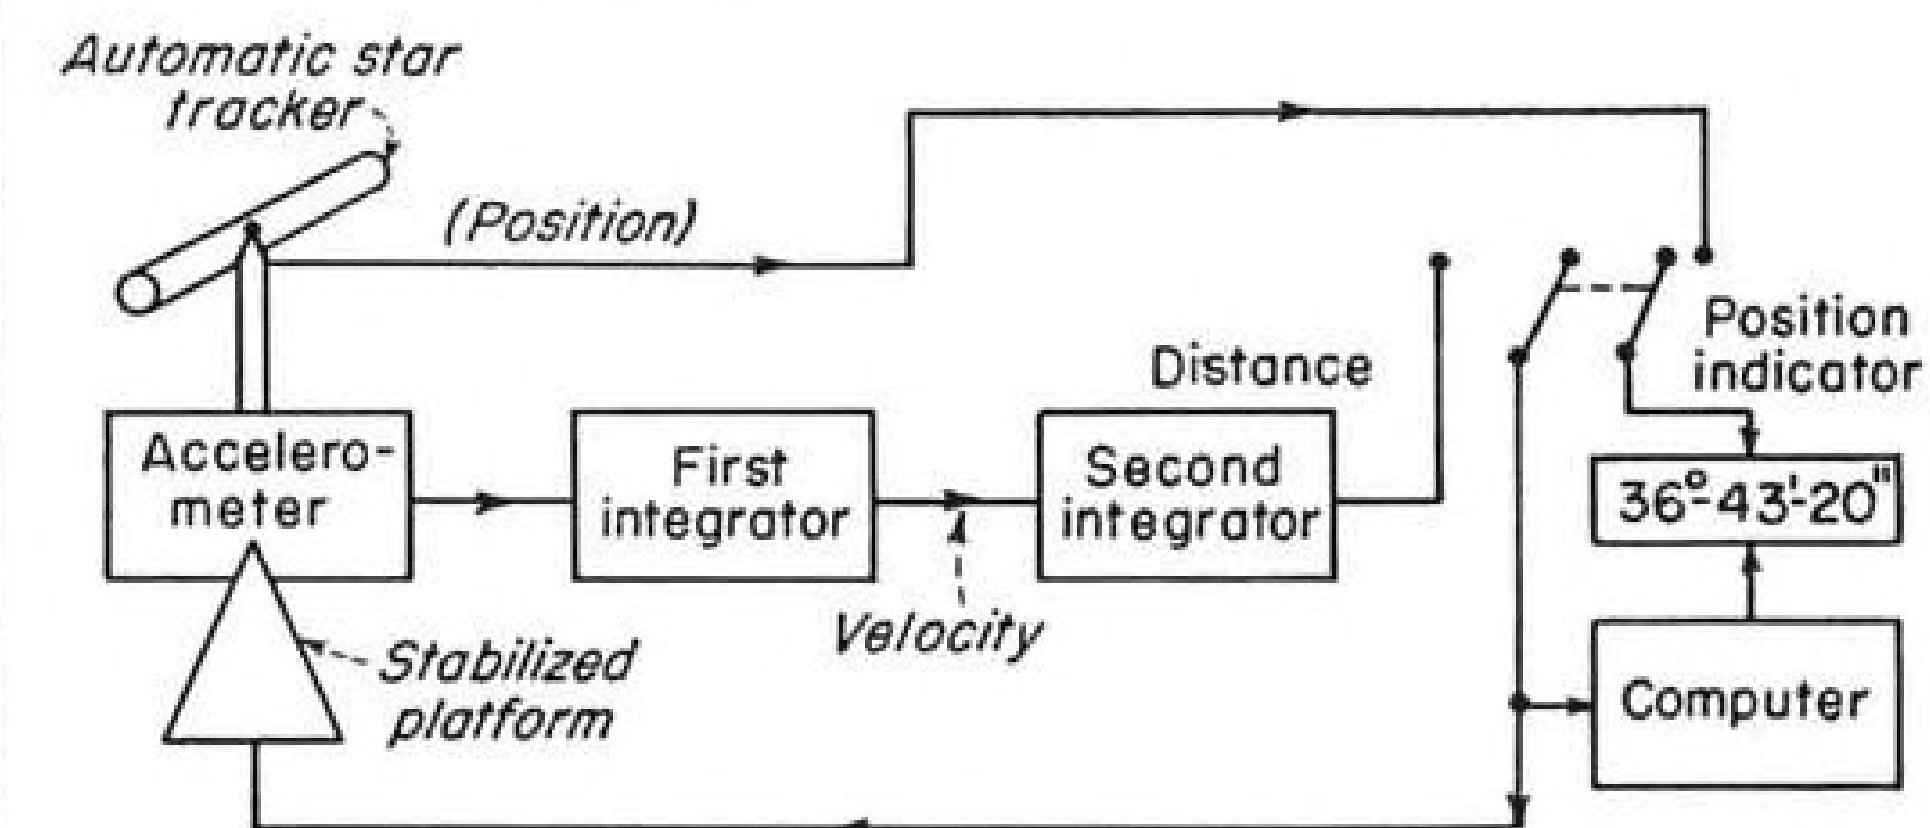 Automatic star
tracker
(Position)
Position
indicator
Distance
Accelero-
meter
First
integrator
Second
integrator
36°-43'-20"
Velocity
Stabilized
platform
Computer